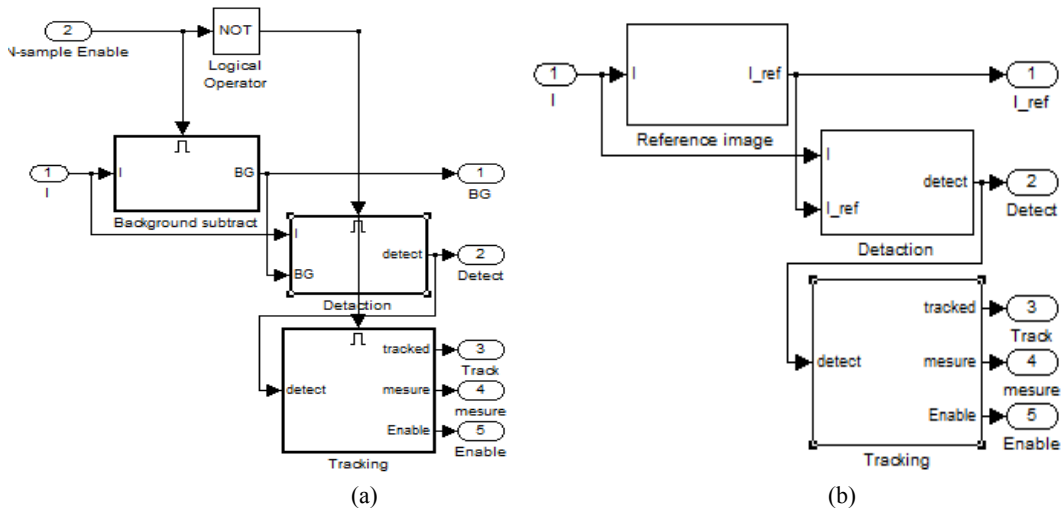 2
N-sample Enable
NOT
Logical
Operator
1
I
I
BG
Background subtract
1
BG
I
BG
detect
Detaction
2
Detect
detect
tracked
mesure
Enable
Tracking
3
Track
4
mesure
5
Enable
(a)
1
I
I
I_ref
Reference image
1
I_ref
I
I_ref
detect
Detaction
2
Detect
detect
tracked
mesure
Enable
Tracking
3
Track
4
mesure
5
Enable
(b)